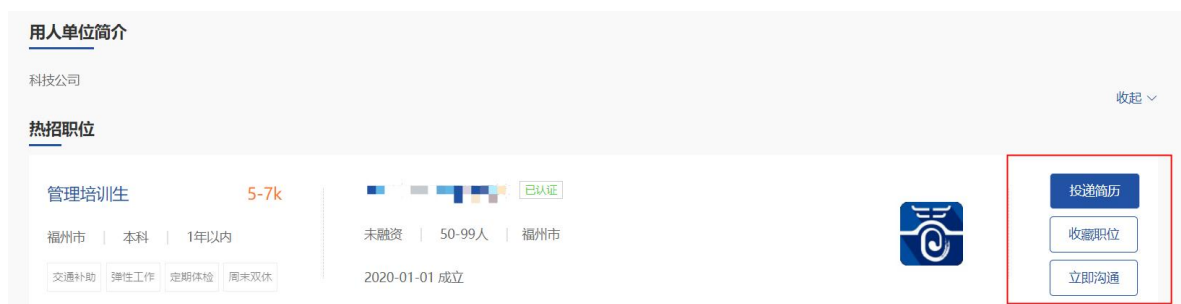 用人单位简介
科技公司
收起
热招职位
管理培训生 5-7k
福州市 本科 1年以内
交通补助 弹性工作 定期体检 周末双休
已认证
未融资 50-99人 福州市
2020-01-01 成立
投递简历
收藏职位
立即沟通